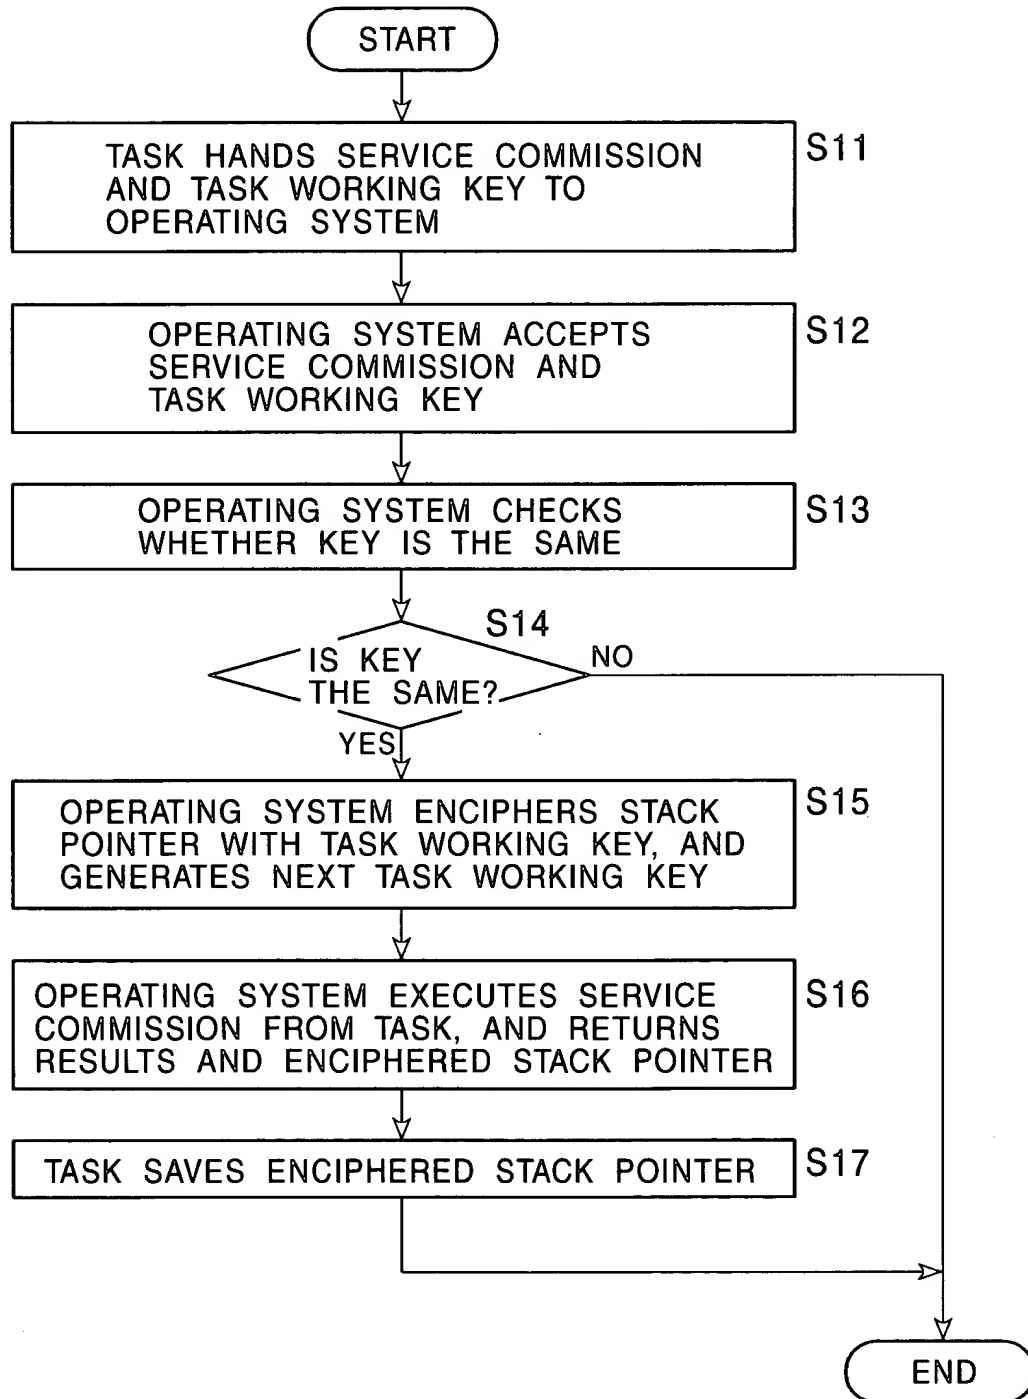 START
TASK HANDS SERVICE COMMISSION
AND TASK WORKING KEY TO
OPERATING SYSTEM
S11
OPERATING SYSTEM ACCEPTS
SERVICE COMMISSION AND
TASK WORKING KEY
S12
OPERATING SYSTEM CHECKS
WHETHER KEY IS THE SAME
S13
S14
IS KEY
THE SAME?
NO
YES
OPERATING SYSTEM ENCIPHERS STACK
POINTER WITH TASK WORKING KEY, AND
GENERATES NEXT TASK WORKING KEY
S15
OPERATING SYSTEM EXECUTES SERVICE
COMMISSION FROM TASK, AND RETURNS
RESULTS AND ENCIPHERED STACK POINTER
S16
TASK SAVES ENCIPHERED STACK POINTER
S17
END